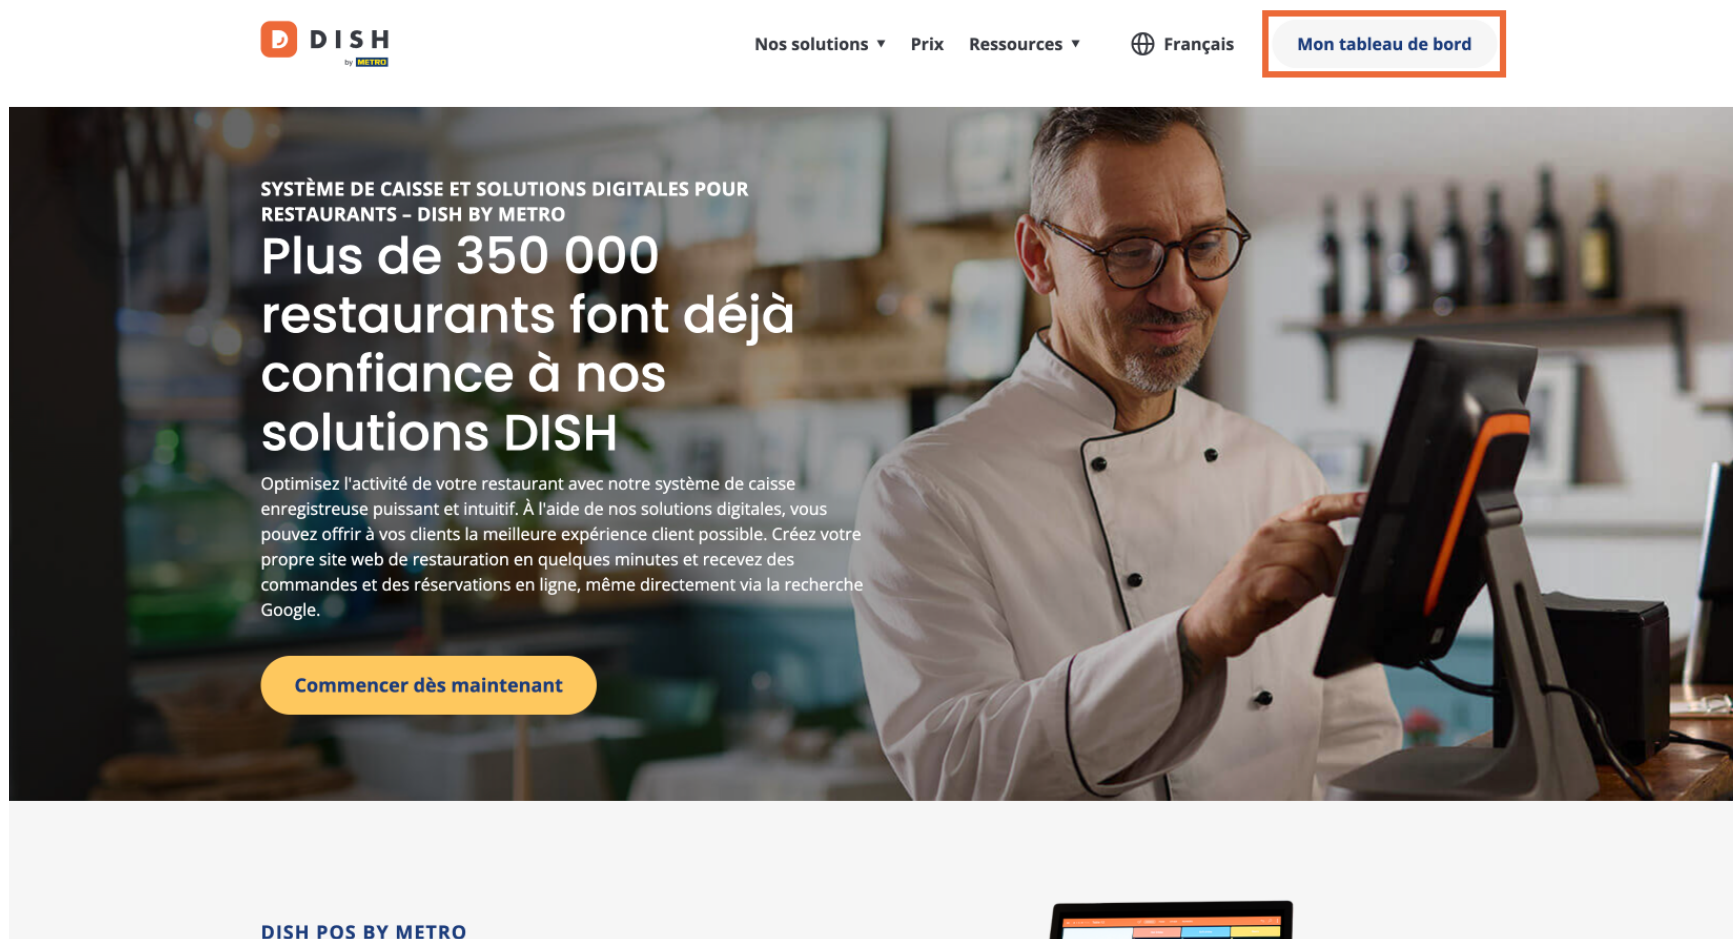 DISH
by METRO
Nos solutions ▼ Prix Ressources ▼ Français Mon tableau de bord
SYSTÈME DE CAISSE ET SOLUTIONS DIGITALES POUR
RESTAURANTS – DISH BY METRO
Plus de 350 000
restaurants font déjà
confiance à nos
solutions DISH
Optimisez l'activité de votre restaurant avec notre système de caisse
enregistreuse puissant et intuitif. À l'aide de nos solutions digitales, vous
pouvez offrir à vos clients la meilleure expérience client possible. Créez votre
propre site web de restauration en quelques minutes et recevez des
commandes et des réservations en ligne, même directement via la recherche
Google.
Commencer dès maintenant
DISH POS BY METRO